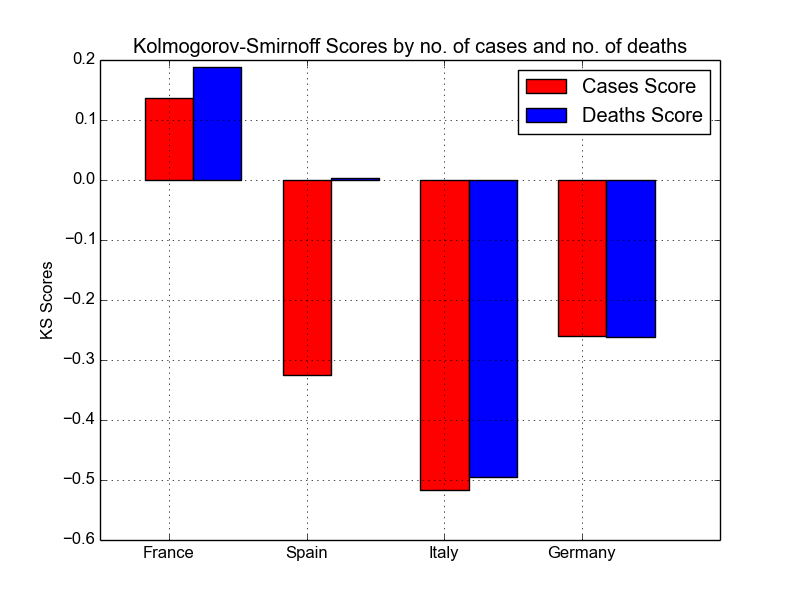 Kolmogorov-Smirnoff Scores by no. of cases and no. of deaths
Cases Score
Deaths Score
KS Scores
0.2
0.1
0.0
−0.1
−0.2
−0.3
−0.4
−0.5
−0.6
France Spain Italy Germany